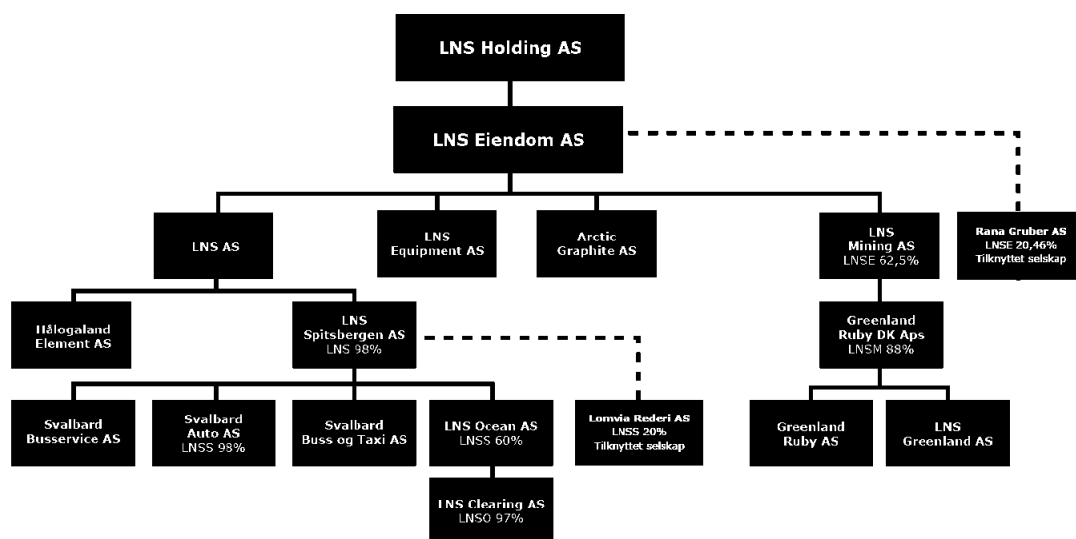 LNS Holding AS
LNS Eiendom AS
LNS AS
LNS
Equipment AS
Arctic
Graphite AS
LNS
Mining AS
LNSE 62,5%
Rana Gruber AS
LNSE 20,46%
Tilknyttet selskap
Hålogaland
Element AS
LNS
Spitsbergen AS
LNS 98%
Greenland
Ruby DK Aps
LNSM 88%
Svalbard
Busservice AS
Svalbard
Auto AS
LNSS 98%
Svalbard
Buss og Taxi AS
LNS Ocean AS
LNSS 60%
Lomvia Rederi AS
LNSS 20%
Tilknyttet selskap
Greenland
Ruby AS
LNS
Greenland AS
LNS Clearing AS
LNSO 97%